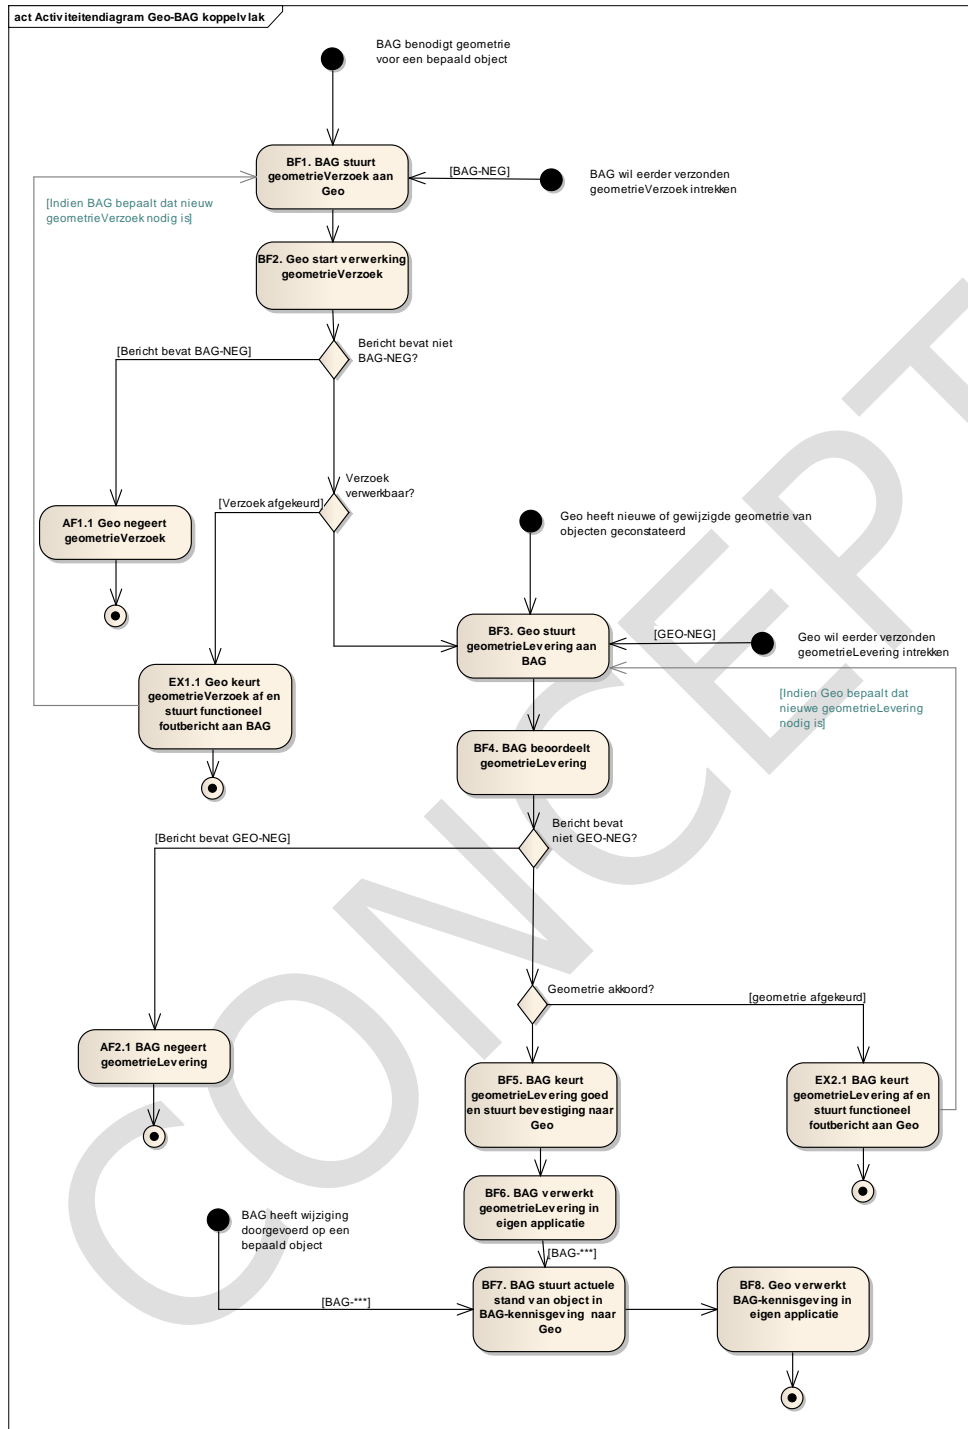 act Activiteitendiagram Geo-BAG koppelvlak
BAG benodigt geometrie
voor een bepaald object
BF1. BAG stuurt
geometrieVerzoek aan
Geo
[BAG-NEG]
BAG wil eerder verzonden
geometrieVerzoek intrekken
[Indien BAG bepaalt dat nieuw
geometrieVerzoek nodig is]
BF2. Geo start verwerking
geometrieVerzoek
Bericht bevat niet
BAG-NEG?
[Bericht bevat BAG-NEG]
Verzoek
verwerkbaar?
[Verzoek afgekeurd]
AF1.1 Geo negeert
geometrieVerzoek
Geo heeft nieuwe of gewijzigde geometrie van
objecten geconstateerd
BF3. Geo stuurt
geometrieLevering aan
BAG
[GEO-NEG]
Geo wil eerder verzonden
geometrieLevering intrekken
EX1.1 Geo keurt
geometrieVerzoek af en
stuurt functioneel
foutbericht aan BAG
[Indien Geo bepaalt dat
nieuwe geometrieLevering
nodig is]
BF4. BAG beoordeelt
geometrieLevering
Bericht bevat
niet GEO-NEG?
[Bericht bevat GEO-NEG]
Geometrie akkoord?
[geometrie afgekeurd]
AF2.1 BAG negeert
geometrieLevering
BF5. BAG keurt
geometrieLevering goed
en stuurt bevestiging naar
Geo
EX2.1 BAG keurt
geometrieLevering af en
stuurt functioneel
foutbericht aan Geo
BF6. BAG verwerkt
geometrieLevering in
eigen applicatie
BAG heeft wijziging
doorgevoerd op een
bepaald object
[BAG-***]
[BAG-***]
BF7. BAG stuurt actuele
stand van object in
BAG-kennisgeving naar
Geo
BF8. Geo verwerkt
BAG-kennisgeving in
eigen applicatie
CONCEPT